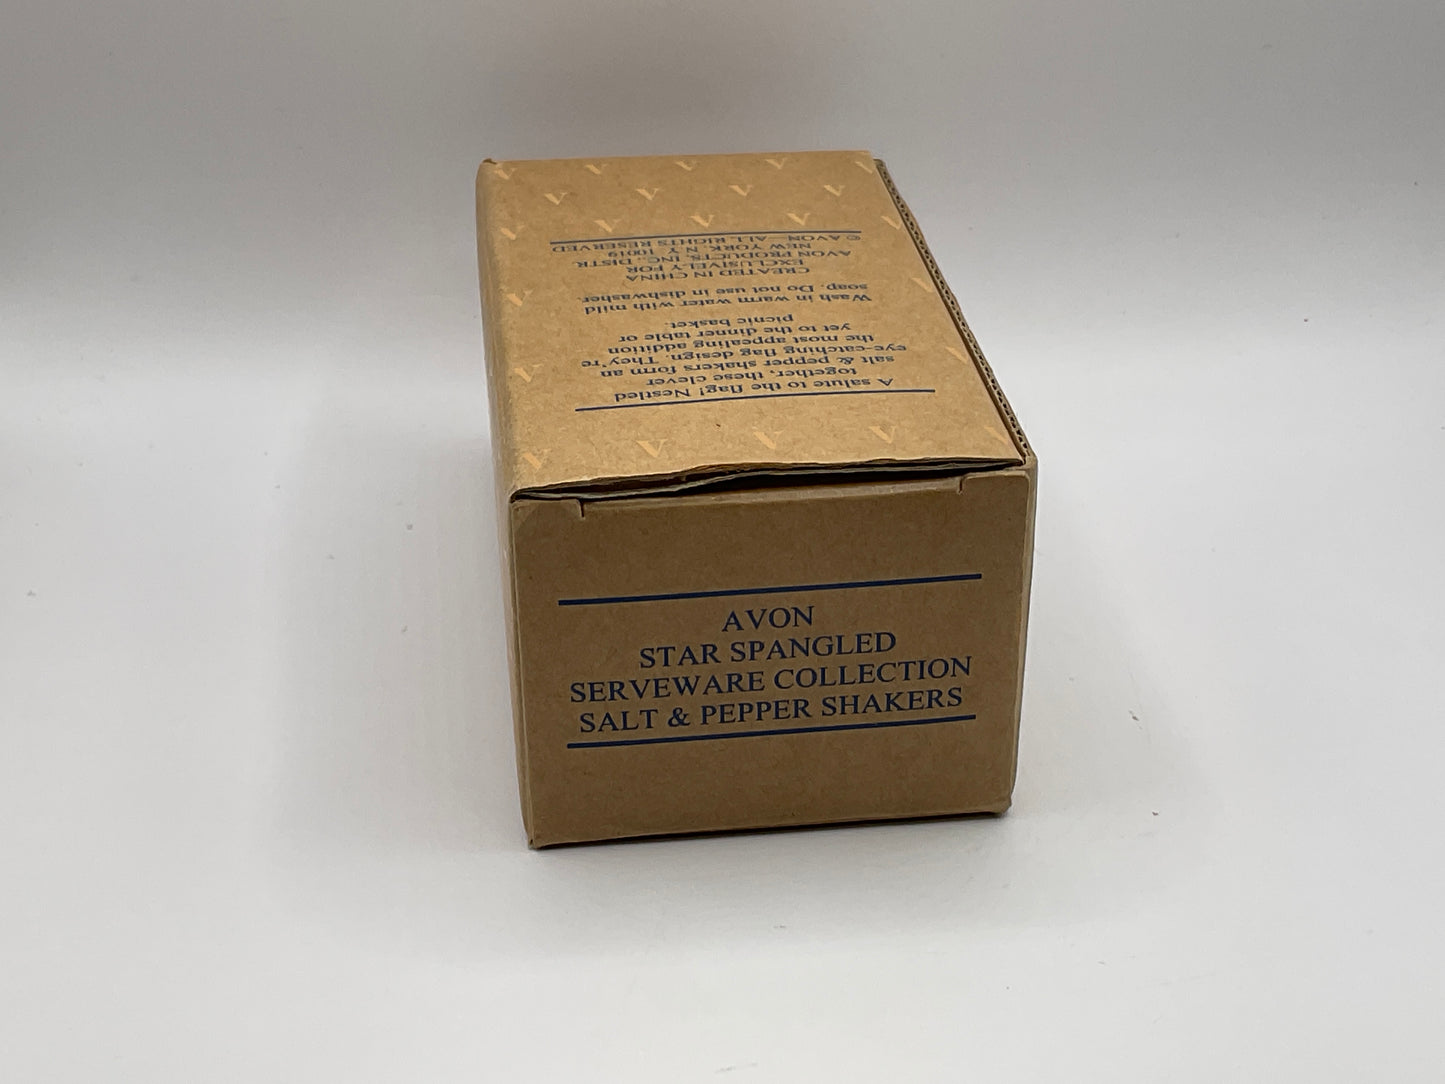 A salute to the flag! Nestled
together, these clever
salt & pepper shakers form an
eye-catching flag design. They're
the most appealing addition
yet to the dinner table or
picnic basket.
Wash in warm water with mild
soap. Do not use in dishwasher.
CREATED IN CHINA
EXCLUSIVELY FOR
AVON PRODUCTS, INC., DISTR.
NEW YORK, N.Y. 10019
© AVON—ALL RIGHTS RESERVED
AVON
STAR SPANGLED
SERVEWARE COLLECTION
SALT & PEPPER SHAKERS